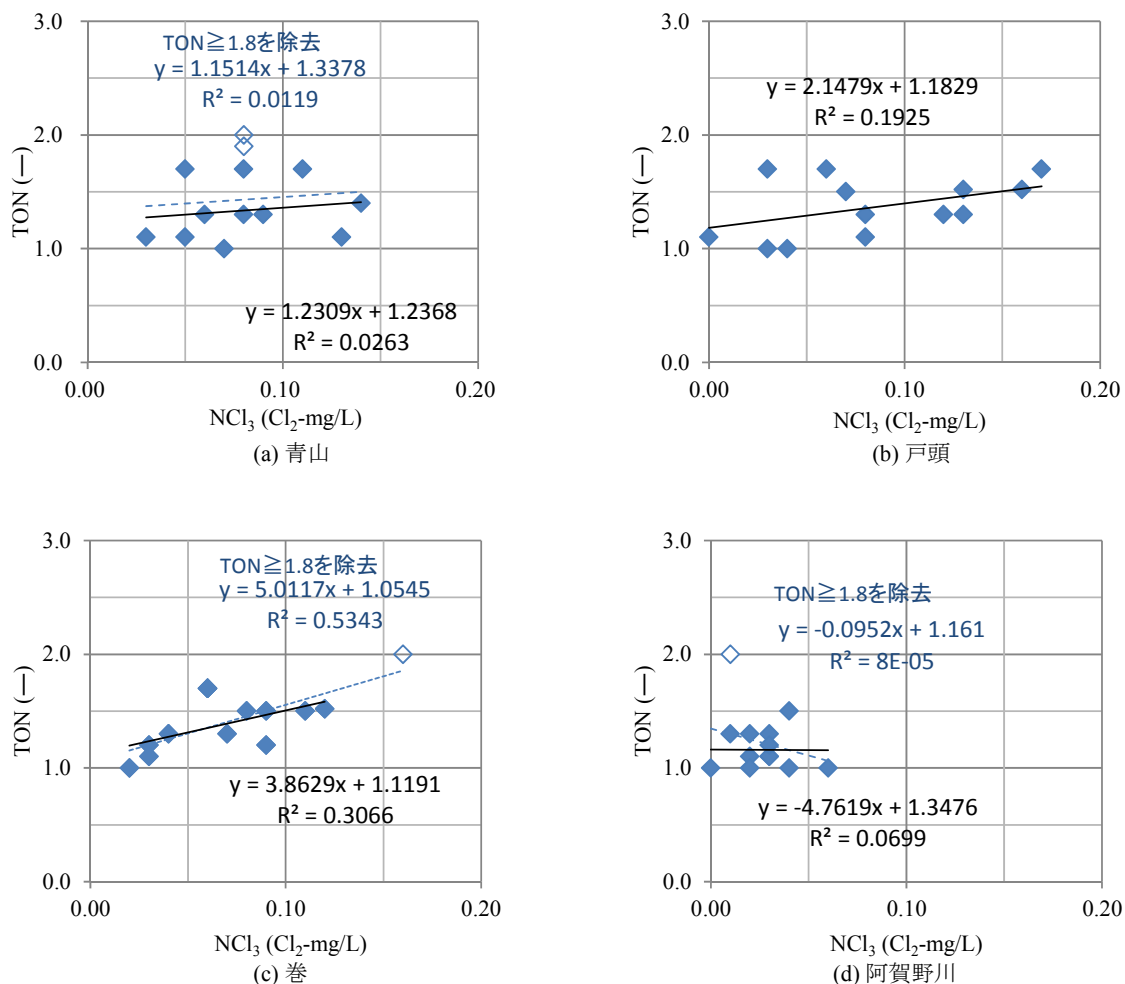 3.0
2.0
1.0
0.0
TON (―)
TON≧1.8を除去
y = 1.1514x + 1.3378
R² = 0.0119
y = 1.2309x + 1.2368
R² = 0.0263
0.00
0.10
0.20
NCl₃ (Cl₂-mg/L)
(a) 青山
3.0
2.0
1.0
0.0
TON (―)
y = 2.1479x + 1.1829
R² = 0.1925
0.00
0.10
0.20
NCl₃ (Cl₂-mg/L)
(b) 戸頭
3.0
2.0
1.0
0.0
TON (―)
TON≧1.8を除去
y = 5.0117x + 1.0545
R² = 0.5343
y = 3.8629x + 1.1191
R² = 0.3066
0.00
0.10
0.20
NCl₃ (Cl₂-mg/L)
(c) 巻
3.0
2.0
1.0
0.0
TON (―)
TON≧1.8を除去
y = -0.0952x + 1.161
R² = 8E-05
y = -4.7619x + 1.3476
R² = 0.0699
0.00
0.10
0.20
NCl₃ (Cl₂-mg/L)
(d) 阿賀野川